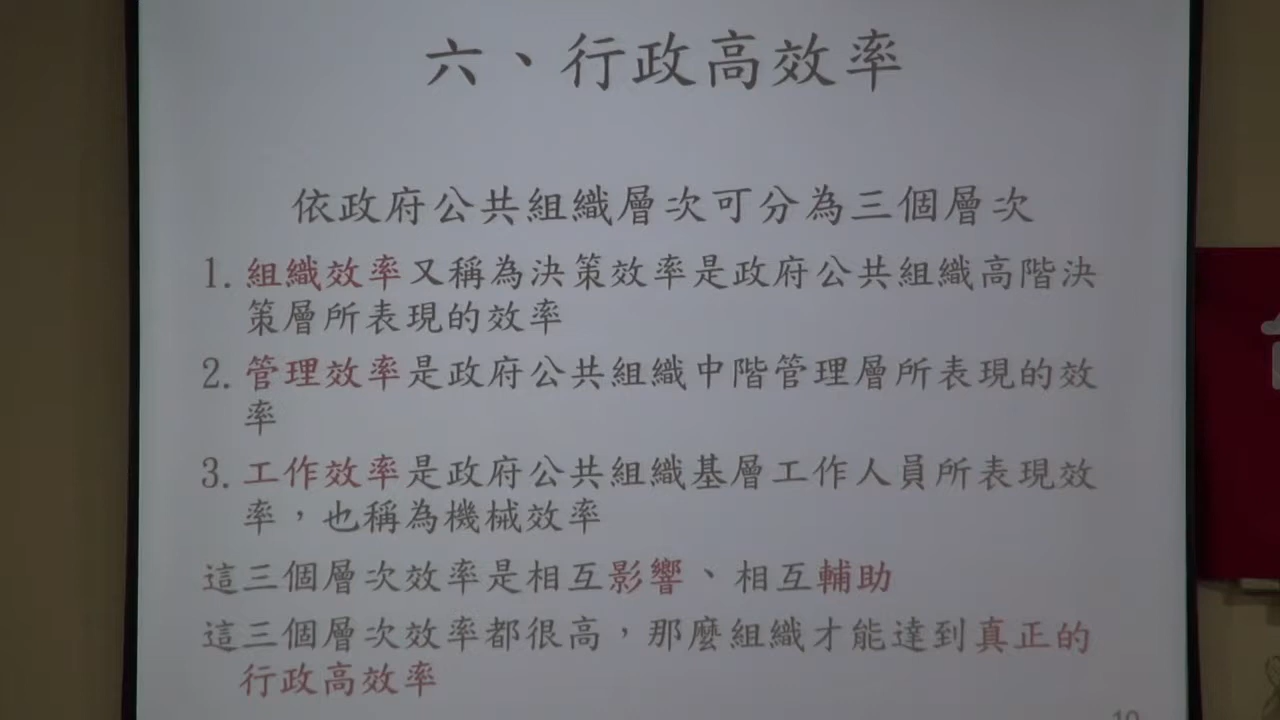 六、行政高效率
依政府公共組織層次可分為三個層次
1. 組織效率又稱為決策效率是政府公共組織高階決
策層所表現的效率
2. 管理效率是政府公共組織中階管理層所表現的效
率
3. 工作效率是政府公共組織基層工作人員所表現效
率，也稱為機械效率
這三個層次效率是相互影響、相互輔助
這三個層次效率都很高，那麼組織才能達到真正的
行政高效率